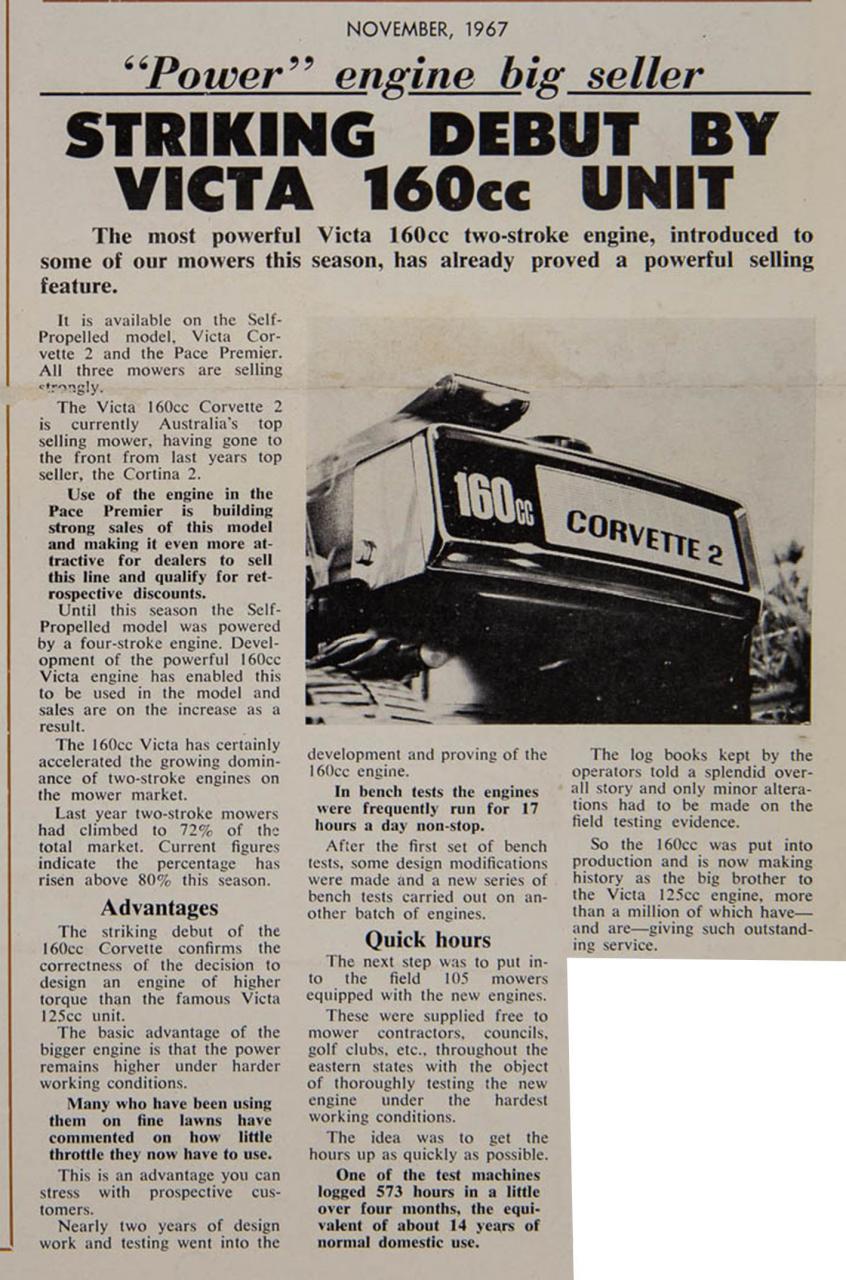 NOVEMBER, 1967
“Power” engine big seller
STRIKING DEBUT BY
VICTA 160cc UNIT
The most powerful Victa 160cc two-stroke engine, introduced to
some of our mowers this season, has already proved a powerful selling
feature.
It is available on the Self-
Propelled model, Victa Cor-
vette 2 and the Pace Premier.
All three mowers are selling
strongly.
The Victa 160cc Corvette 2
is currently Australia's top
selling mower, having gone to
the front from last years top
seller, the Cortina 2.
Use of the engine in the
Pace Premier is building
strong sales of this model
and making it even more at-
tractive for dealers to sell
this line and qualify for ret-
rospective discounts.
Until this season the Self-
Propelled model was powered
by a four-stroke engine. Devel-
opment of the powerful 160cc
Victa engine has enabled this
to be used in the model and
sales are on the increase as a
result.
The 160cc Victa has certainly
accelerated the growing domin-
ance of two-stroke engines on
the mower market.
Last year two-stroke mowers
had climbed to 72% of the
total market. Current figures
indicate the percentage has
risen above 80% this season.
Advantages
The striking debut of the
160cc Corvette confirms the
correctness of the decision to
design an engine of higher
torque than the famous Victa
125cc unit.
The basic advantage of the
bigger engine is that the power
remains higher under harder
working conditions.
Many who have been using
them on fine lawns have
commented on how little
throttle they now have to use.
This is an advantage you can
stress with prospective cus-
tomers.
Nearly two years of design
work and testing went into the
160cc CORVETTE 2
development and proving of the
160cc engine.
In bench tests the engines
were frequently run for 17
hours a day non-stop.
After the first set of bench
tests, some design modifications
were made and a new series of
bench tests carried out on an-
other batch of engines.
Quick hours
The next step was to put in-
to the field 105 mowers
equipped with the new engines.
These were supplied free to
mower contractors, councils,
golf clubs, etc., throughout the
eastern states with the object
of thoroughly testing the new
engine under the hardest
working conditions.
The idea was to get the
hours up as quickly as possible.
One of the test machines
logged 573 hours in a little
over four months, the equi-
valent of about 14 years of
normal domestic use.
The log books kept by the
operators told a splendid over-
all story and only minor altera-
tions had to be made on the
field testing evidence.
So the 160cc was put into
production and is now making
history as the big brother to
the Victa 125cc engine, more
than a million of which have—
and are—giving such outstand-
ing service.